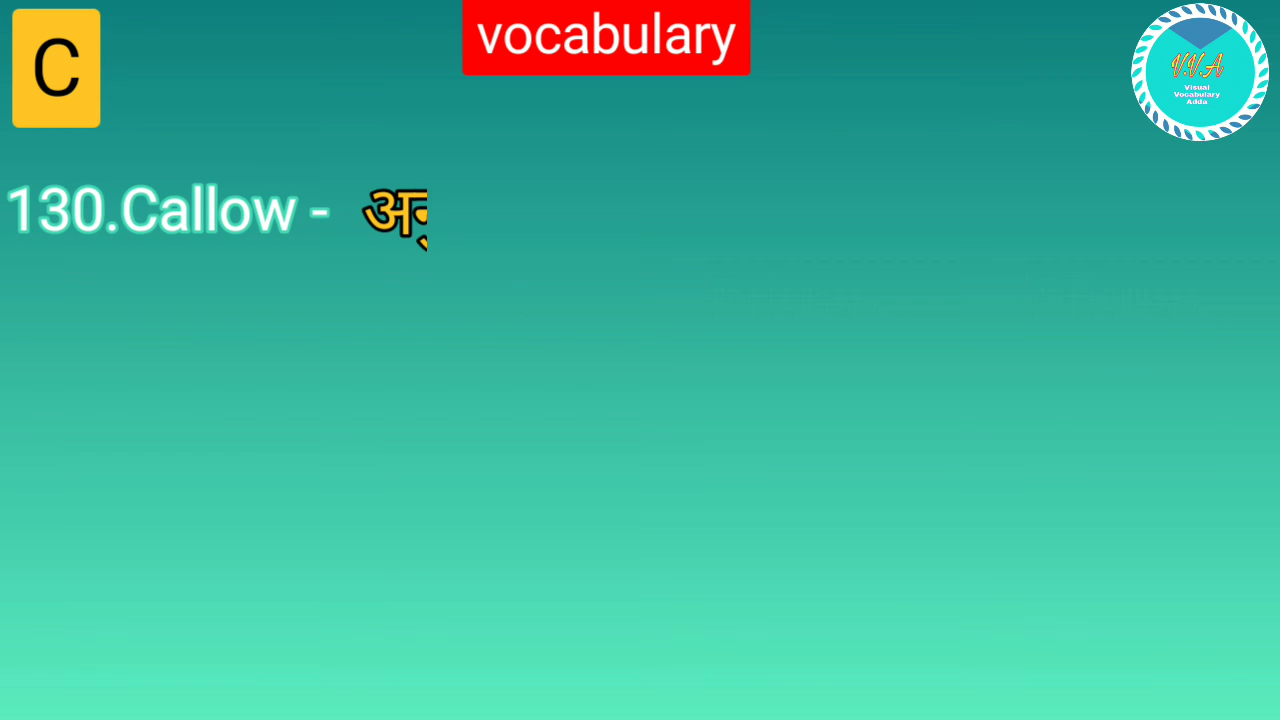 vocabulary
C
V.V.A
Visual
Vocabulary
Adda
130.Callow -